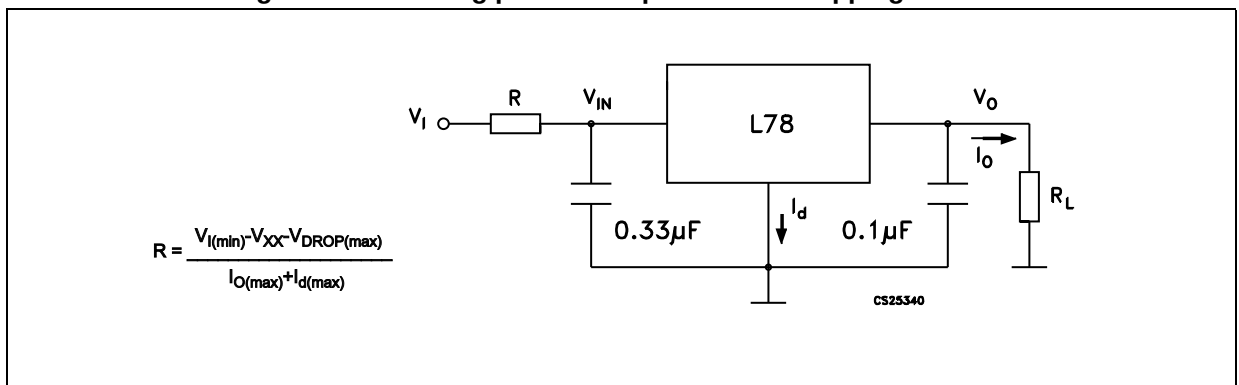 R
V_IN
V_O
V_I
L78
I_O
R_L
I_d
0.33µF
0.1µF
R = V_I(min)-V_XX-V_DROP(max)
I_O(max)+I_d(max)
CS25340